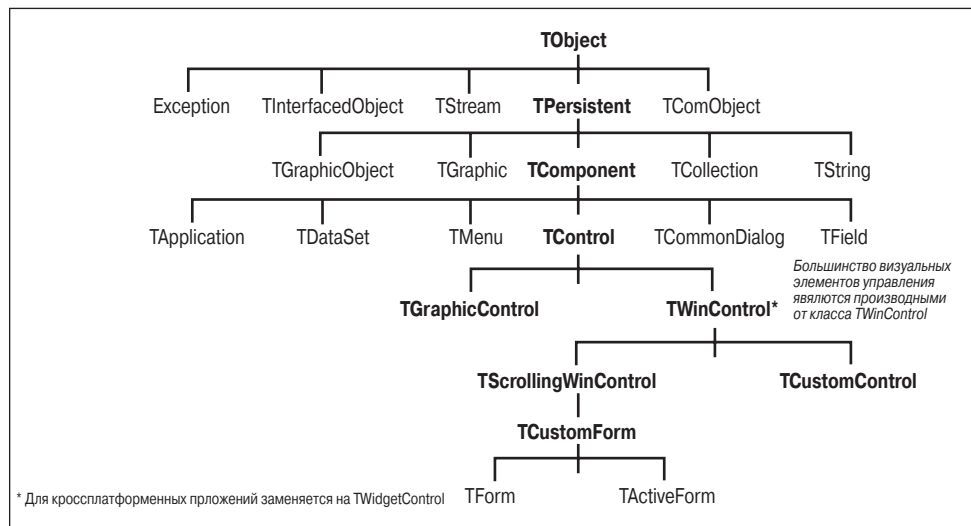 TObject
Exception TInterfacedObject TStream TPersistent TComObject
TGraphicObject TGraphic TComponent TCollection TString
TApplication TDataSet TMenu TControl TCommonDialog TField
Большинство визуальных
элементов управления
явялются производными
от класса TWinControl
TGraphicControl TWinControl*
TScrollingWinControl TCustomControl
TCustomForm
* Для кроссплатформенных прложений заменяется на TWidgetControl
TForm TActiveForm